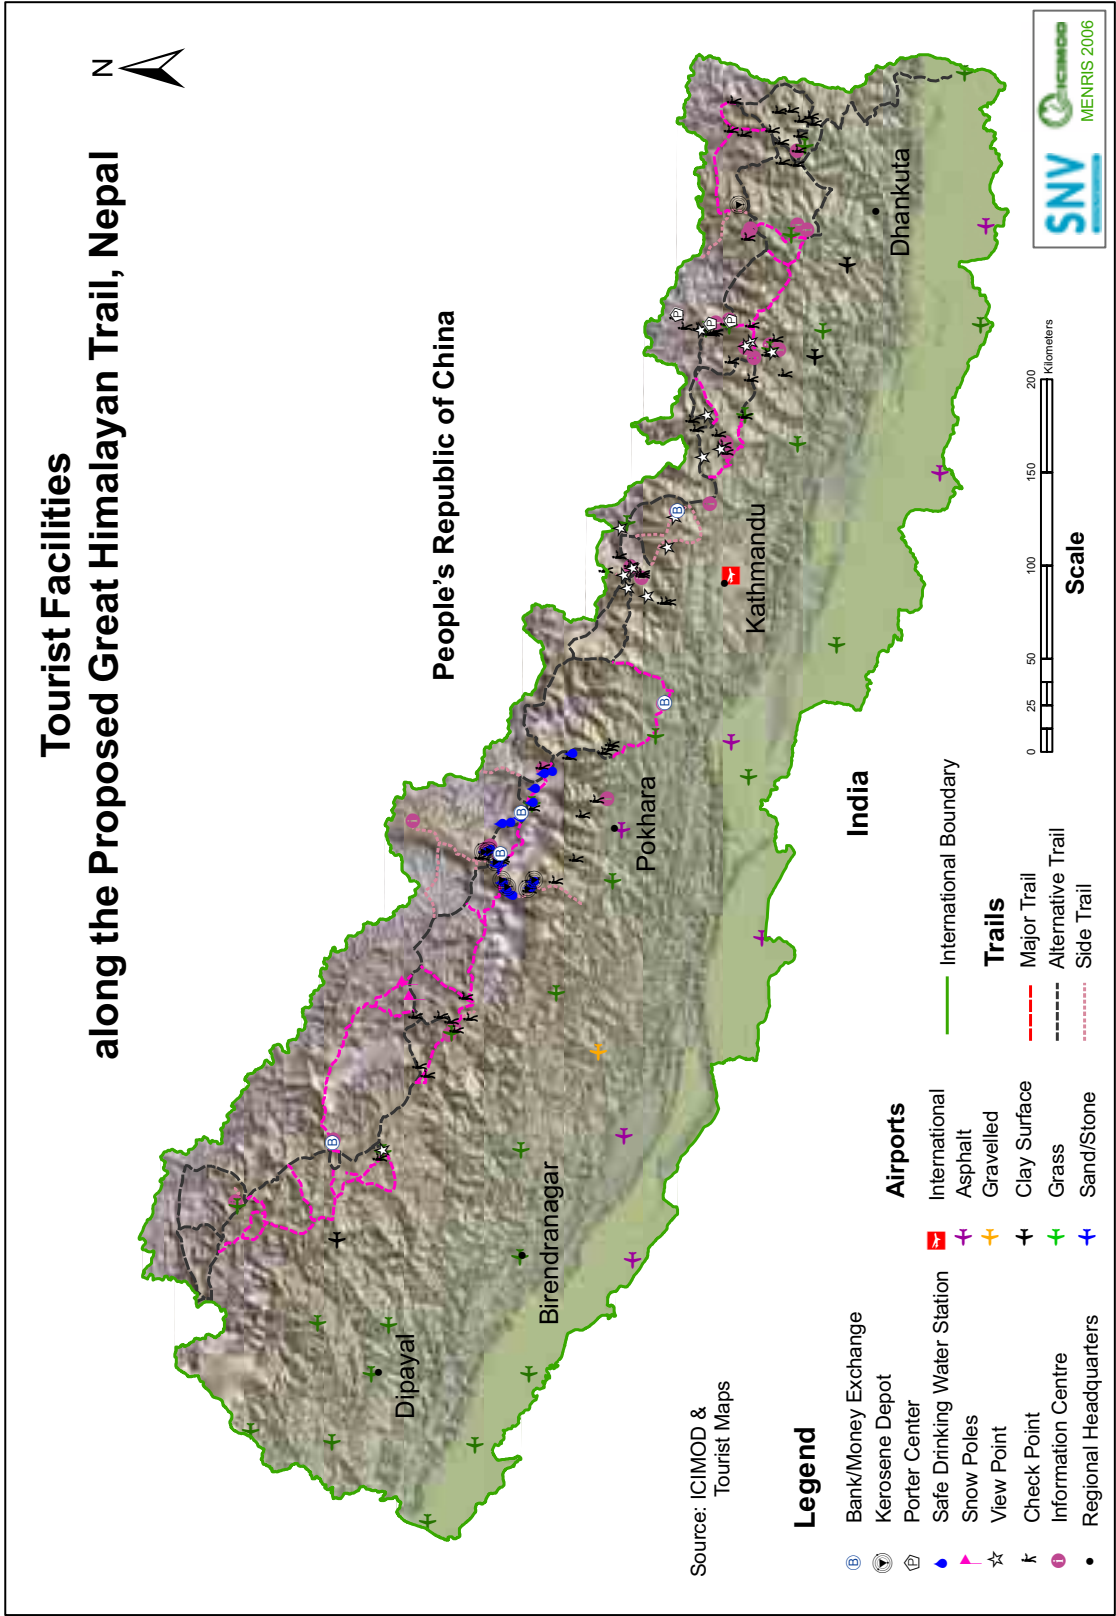 Tourist Facilities
along the Proposed Great Himalayan Trail, Nepal
N
People's Republic of China
Dipayal
Birendranagar
Pokhara
Kathmandu
Dhankuta
India
Source: ICIMOD &
Tourist Maps
Legend
B Bank/Money Exchange
Kerosene Depot
P Porter Center
Safe Drinking Water Station
Snow Poles
View Point
Check Point
i Information Centre
Regional Headquarters
Airports
International
Asphalt
Gravelled
Clay Surface
Grass
Sand/Stone
International Boundary
Trails
Major Trail
Alternative Trail
Side Trail
0 25 50 100 150 200
Kilometers
Scale
SNV
ICIMOD
MENRIS 2006